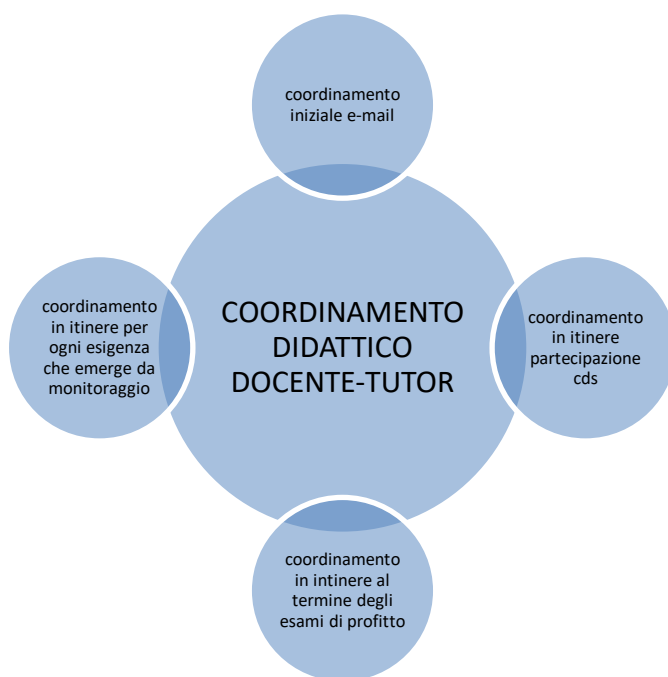 coordinamento
iniziale e-mail
coordinamento
in itinere per
ogni esigenza
che emerge da
monitoraggio
COORDINAMENTO
DIDATTICO
DOCENTE-TUTOR
coordinamento
in itinere
partecipazione
cds
coordinamento
in intinere al
termine degli
esami di profitto